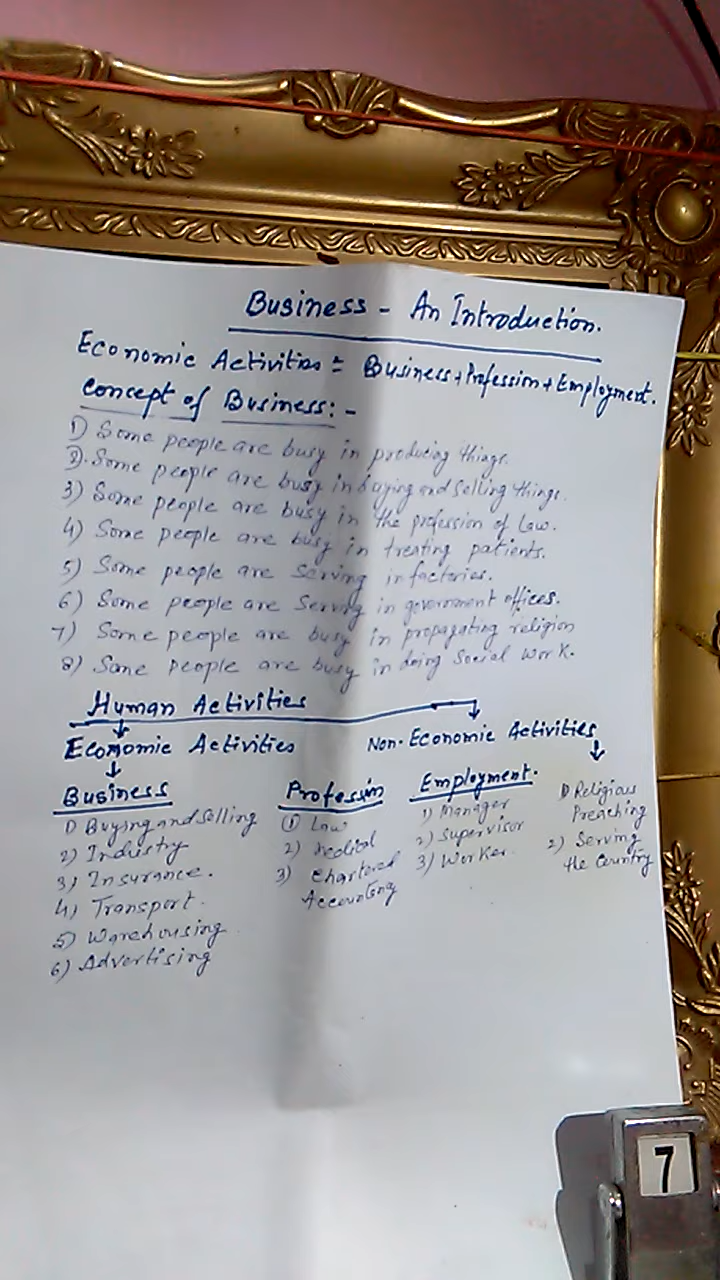 Business - An Introduction.
Economic Activities = Business + Profession + Employment.
Concept of Business: -
1) Some people are busy in producing things.
2). Some people are busy in buying and selling things.
3) Some people are busy in the profession of Law.
4) Some people are busy in treating patients.
5) Some people are serving in factories.
6) Some people are serving in government offices.
7) Some people are busy in propagating religion
8) Some people are busy in doing social work.
Human Activities
Economic Activities Non-Economic Activities
Business Profession Employment.
1) Buying and selling
2) Industry
3) Insurance.
4) Transport.
5) Warehousing
6) Advertising
1) Law
2) Medical
3) Chartered
Accounting
1) Manager
2) Supervisor
3) Worker
1) Religious
Preaching
2) Serving
the Country
7